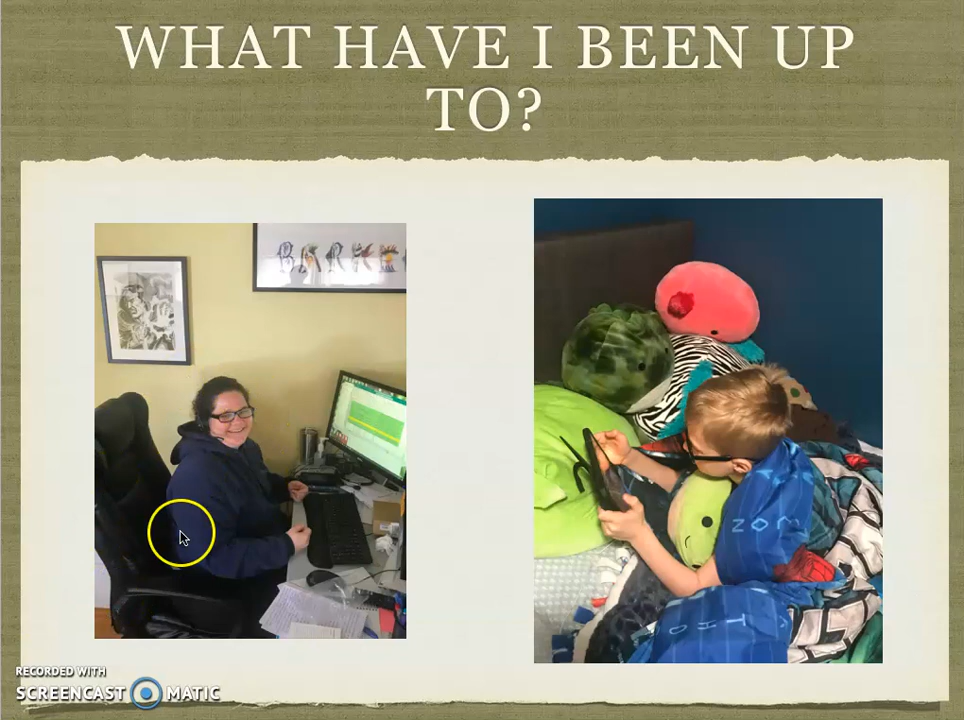 WHAT HAVE I BEEN UP
TO?
RECORDED WITH
SCREENCAST MATIC